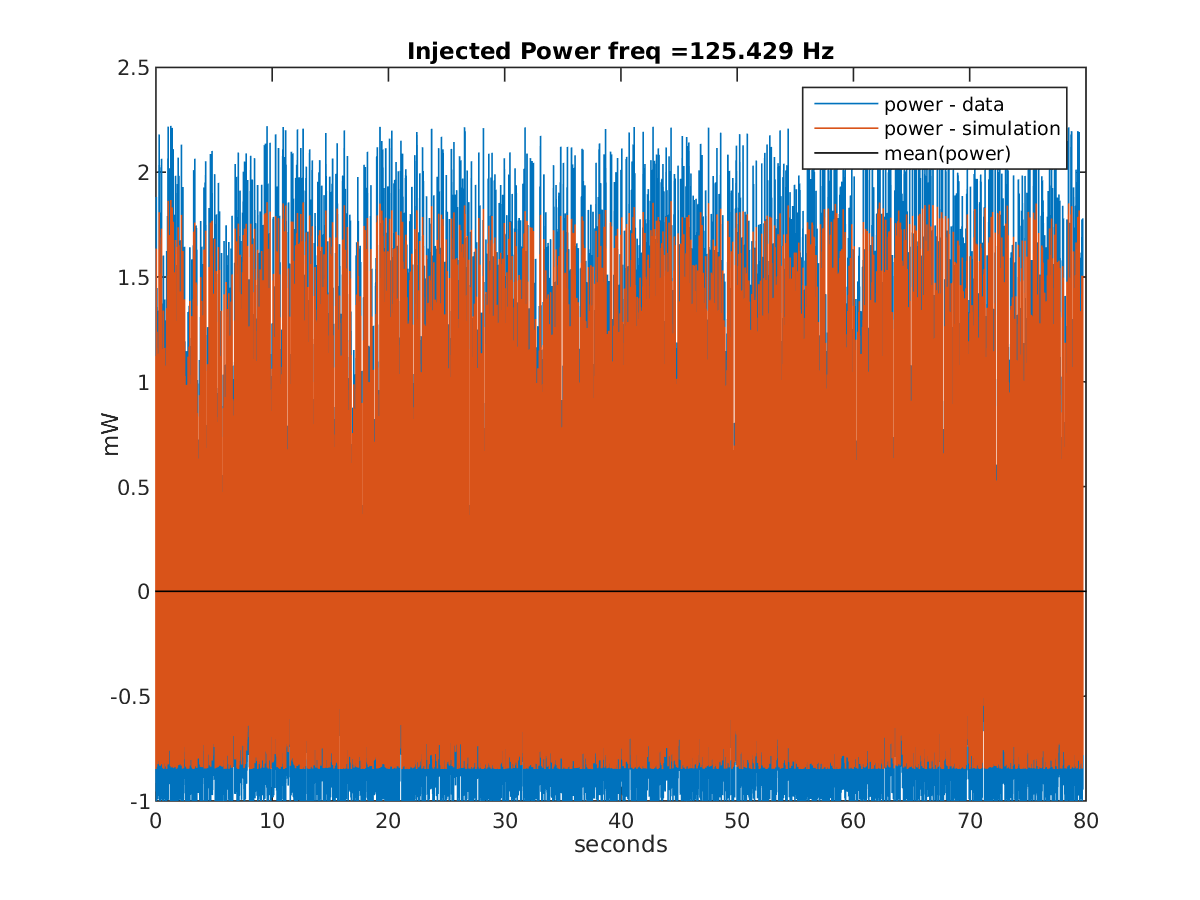 Injected Power freq =125.429 Hz
power - data
power - simulation
mean(power)
2.5
2
1.5
1
0.5
0
-0.5
-1
mW
0 10 20 30 40 50 60 70 80
seconds